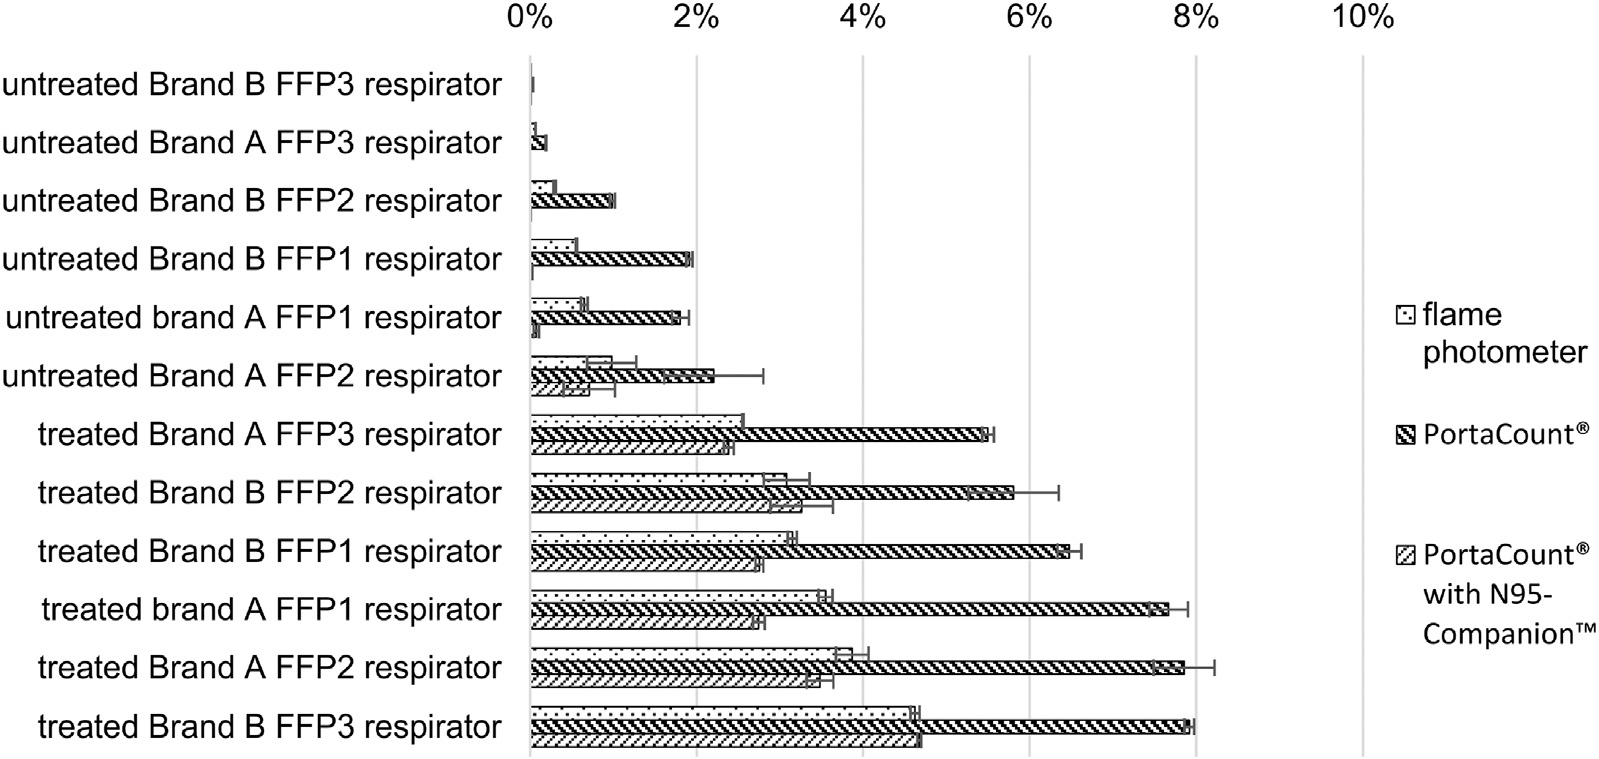 0% 2% 4% 6% 8% 10%
untreated Brand B FFP3 respirator
untreated Brand A FFP3 respirator
untreated Brand B FFP2 respirator
untreated Brand B FFP1 respirator
untreated brand A FFP1 respirator
untreated Brand A FFP2 respirator
treated Brand A FFP3 respirator
treated Brand B FFP2 respirator
treated Brand B FFP1 respirator
treated brand A FFP1 respirator
treated Brand A FFP2 respirator
treated Brand B FFP3 respirator
flame
photometer
PortaCount®
PortaCount®
with N95-
Companion™